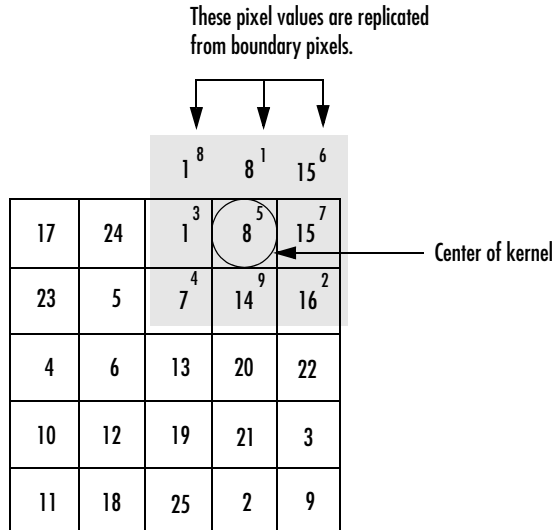 These pixel values are replicated
from boundary pixels.
1 8 8 1 15 6
17 24 1 3 8 5 15 7
Center of kernel
23 5 7 4 14 9 16 2
4 6 13 20 22
10 12 19 21 3
11 18 25 2 9